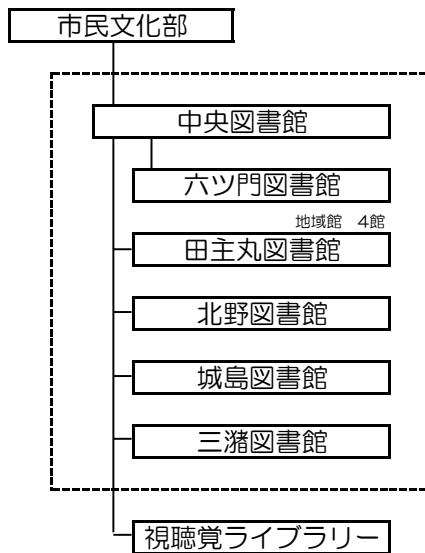 市民文化部
中央図書館
六ツ門図書館
地域館　4館
田主丸図書館
北野図書館
城島図書館
三潴図書館
視聴覚ライブラリー